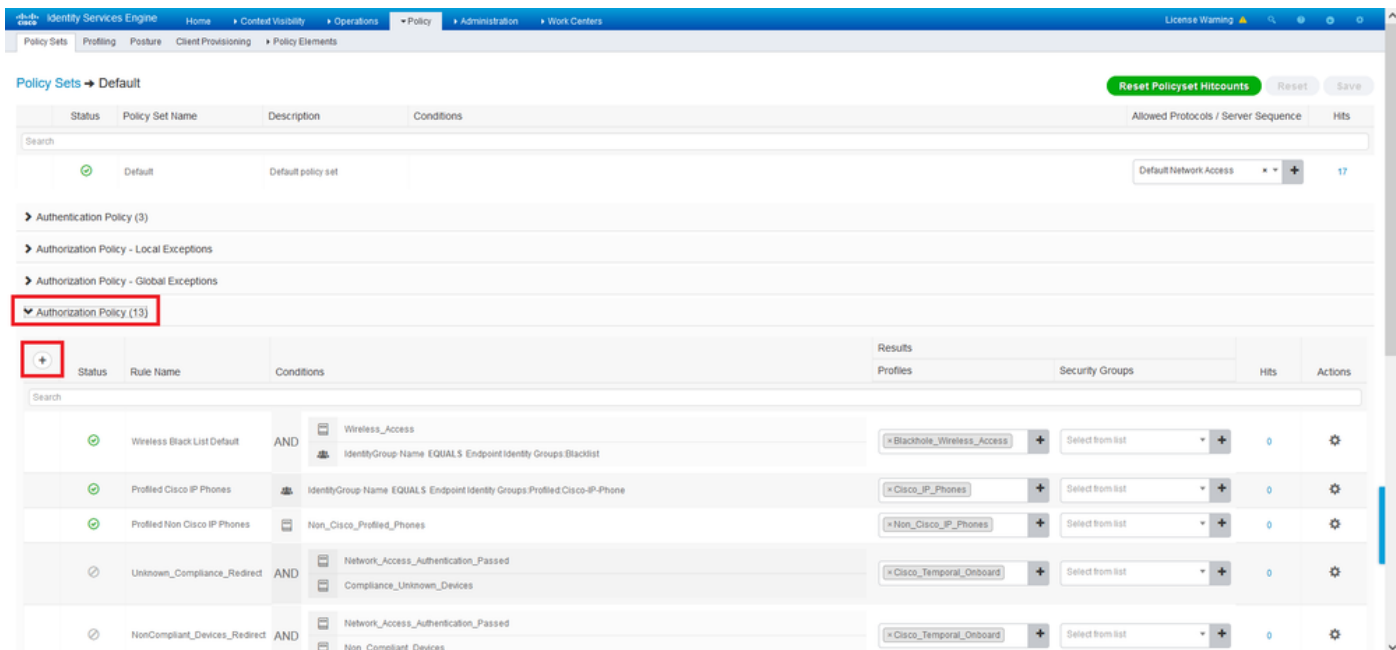 cisco Identity Services Engine Home Context Visibility Operations Policy Administration Work Centers License Warning
Policy Sets Profiling Posture Client Provisioning Policy Elements
Policy Sets → Default Reset Policyset Hitcounts Reset Save
Status Policy Set Name Description Conditions Allowed Protocols / Server Sequence Hits
Search
Default Default policy set Default Network Access × + 17
Authentication Policy (3)
Authorization Policy - Local Exceptions
Authorization Policy - Global Exceptions
Authorization Policy (13)
Results
+ Status Rule Name Conditions Profiles Security Groups Hits Actions
Search
Wireless Black List Default AND Wireless_Access × Blackhole_Wireless_Access + Select from list + 0
IdentityGroup·Name EQUALS Endpoint Identity Groups:Blacklist
Profiled Cisco IP Phones IdentityGroup·Name EQUALS Endpoint Identity Groups:Profiled:Cisco-IP-Phone × Cisco_IP_Phones + Select from list + 0
Profiled Non Cisco IP Phones Non_Cisco_Profiled_Phones × Non_Cisco_IP_Phones + Select from list + 0
Unknown_Compliance_Redirect AND Network_Access_Authentication_Passed × Cisco_Temporal_Onboard + Select from list + 0
Compliance_Unknown_Devices
NonCompliant_Devices_Redirect AND Network_Access_Authentication_Passed × Cisco_Temporal_Onboard + Select from list + 0
Non_Compliant_Devices